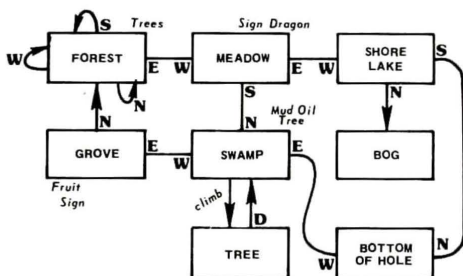 Trees
Sign Dragon
S
W
FOREST
E
N
W
MEADOW
E
S
W
SHORE
LAKE
S
N
Mud Oil
Tree
N
GROVE
E
N
W
SWAMP
E
BOG
Fruit
Sign
climb
D
TREE
W
BOTTOM
OF HOLE
N